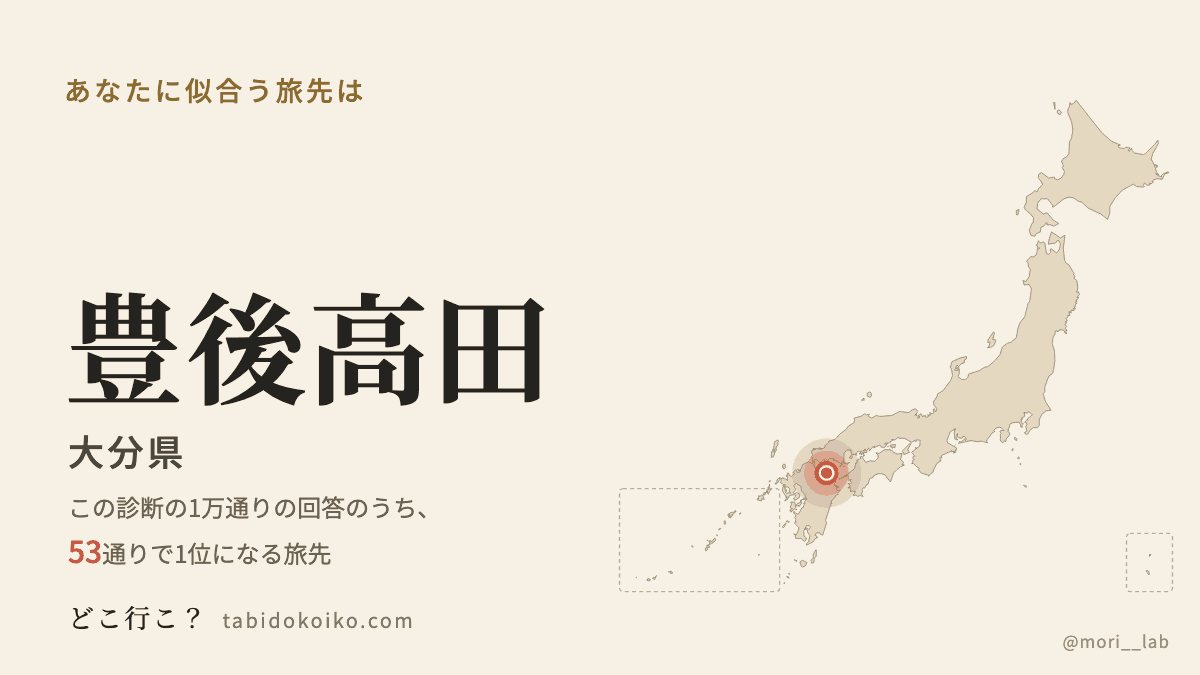 あなたに似合う旅先は
豊後高田
大分県
この診断の1万通りの回答のうち、
53通りで1位になる旅先
どこ行こ？ tabidokoiko.com
@mori__lab